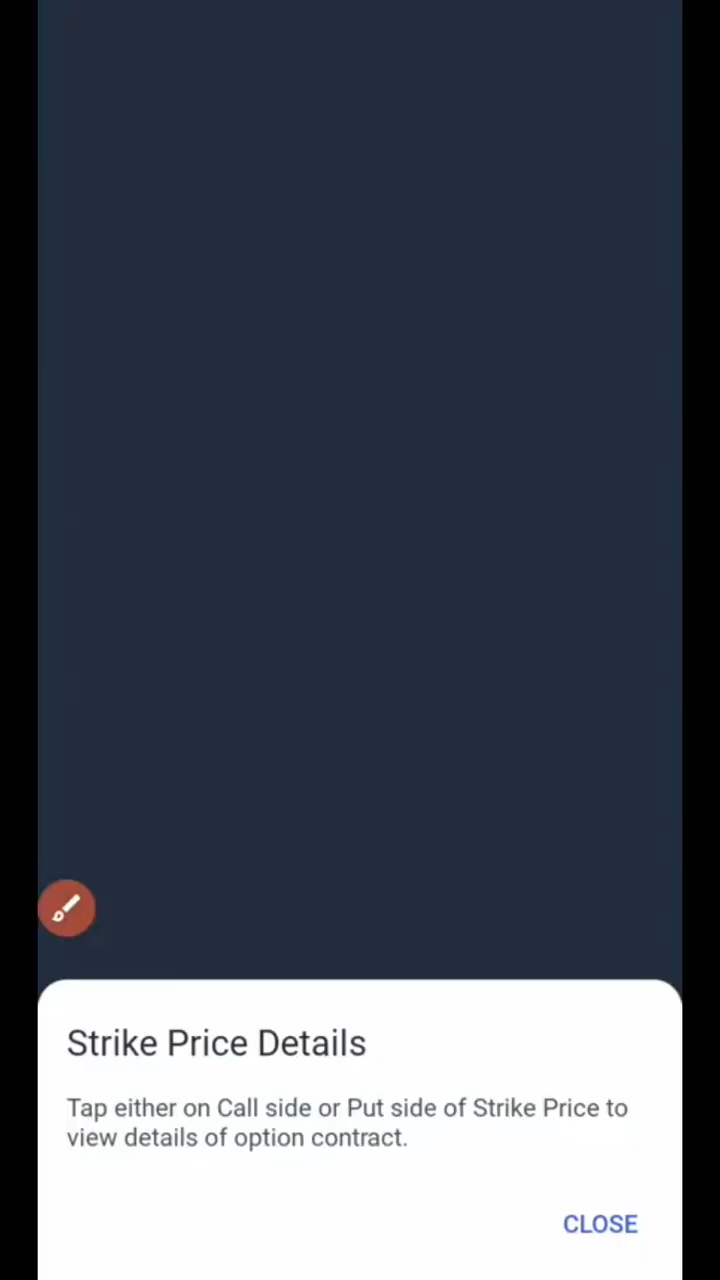 Strike Price Details
Tap either on Call side or Put side of Strike Price to
view details of option contract.
CLOSE